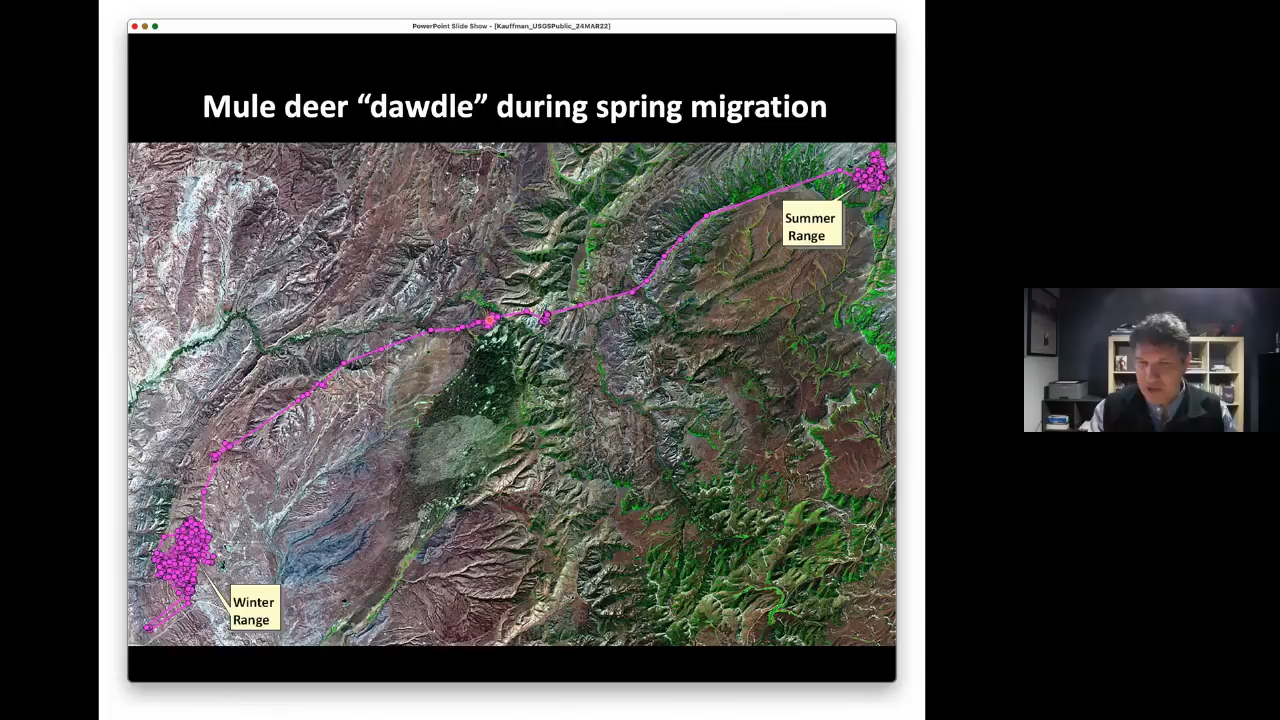 PowerPoint Slide Show - [Kauffman_USGSPublic_24MAR22]
Mule deer “dawdle” during spring migration
Summer
Range
Winter
Range